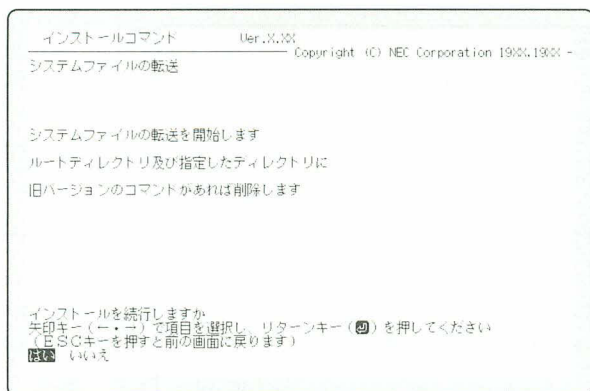 インストールコマンド Ver.X.XX
Copyright (C) NEC Corporation 19XX,19XX -
システムファイルの転送
システムファイルの転送を開始します
ルートディレクトリ及び指定したディレクトリに
旧バージョンのコマンドがあれば削除します
インストールを続行しますか
矢印キー(←・→)で項目を選択し、リターンキー(⏎)を押してください
(ESCキーを押すと前の画面に戻ります)
はい いいえ